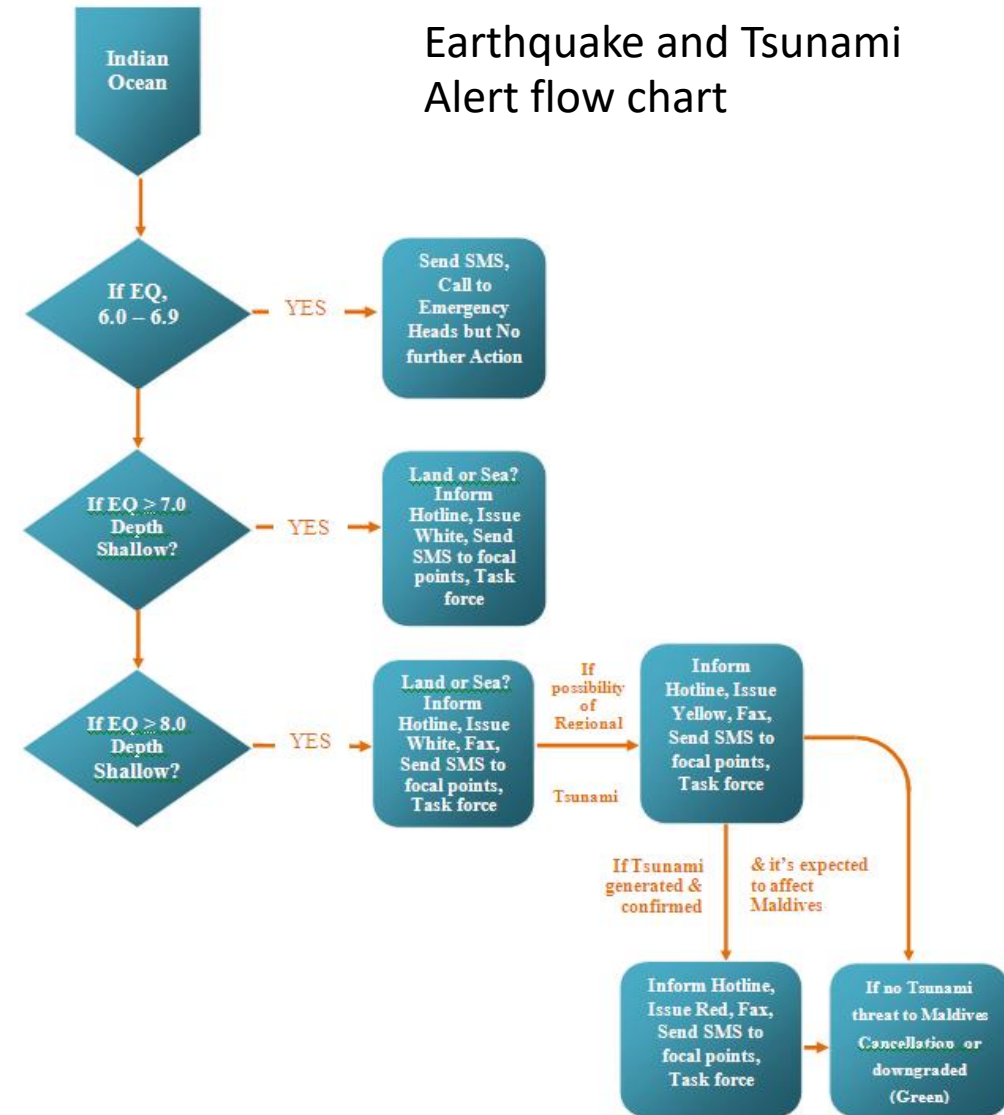 Earthquake and Tsunami
Alert flow chart
Indian
Ocean
If EQ,
6.0 – 6.9
YES
Send SMS,
Call to
Emergency
Heads but No
further Action
If EQ > 7.0
Depth
Shallow?
YES
Land or Sea?
Inform
Hotline, Issue
White, Send
SMS to focal
points, Task
force
If EQ > 8.0
Depth
Shallow?
YES
Land or Sea?
Inform
Hotline, Issue
White, Fax,
Send SMS to
focal points,
Task force
If
possibility
of
Regional
Tsunami
Inform
Hotline, Issue
Yellow, Fax,
Send SMS to
focal points,
Task force
If Tsunami
generated &
confirmed
& it's expected
to affect
Maldives
Inform Hotline,
Issue Red, Fax,
Send SMS to
focal points,
Task force
If no Tsunami
threat to Maldives
Cancellation or
downgraded
(Green)